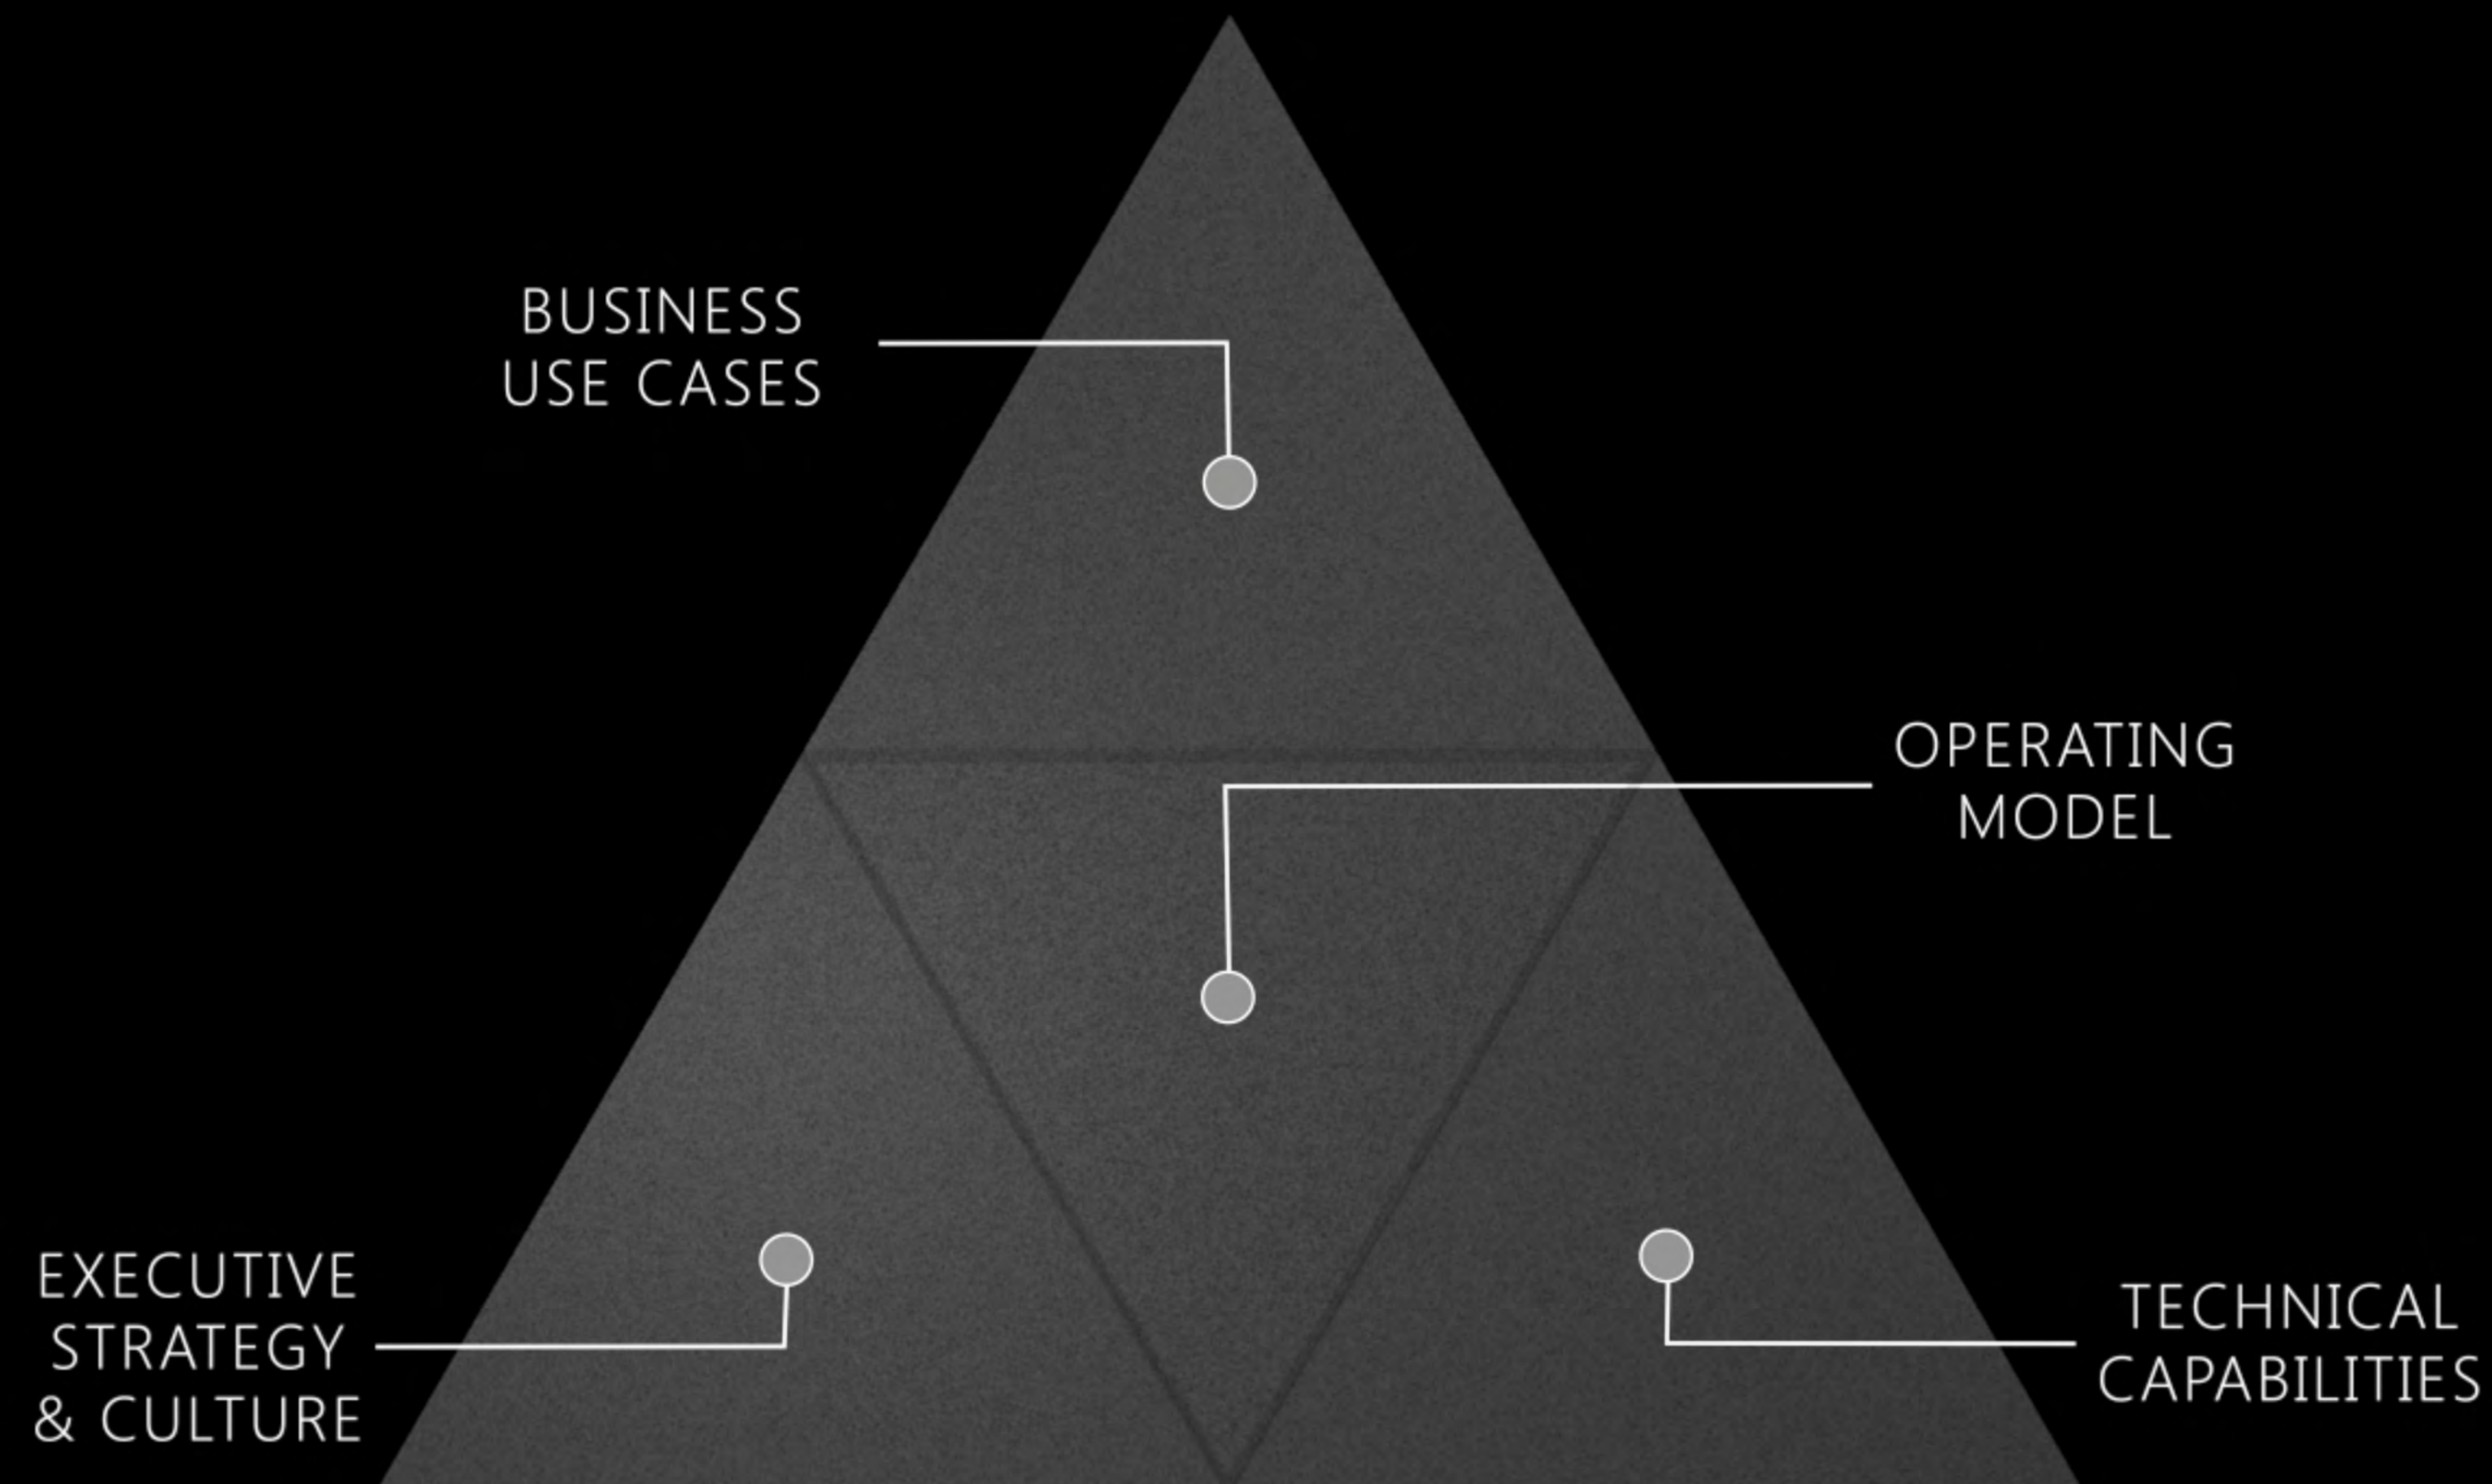 BUSINESS
USE CASES
OPERATING
MODEL
EXECUTIVE
STRATEGY
& CULTURE
TECHNICAL
CAPABILITIES